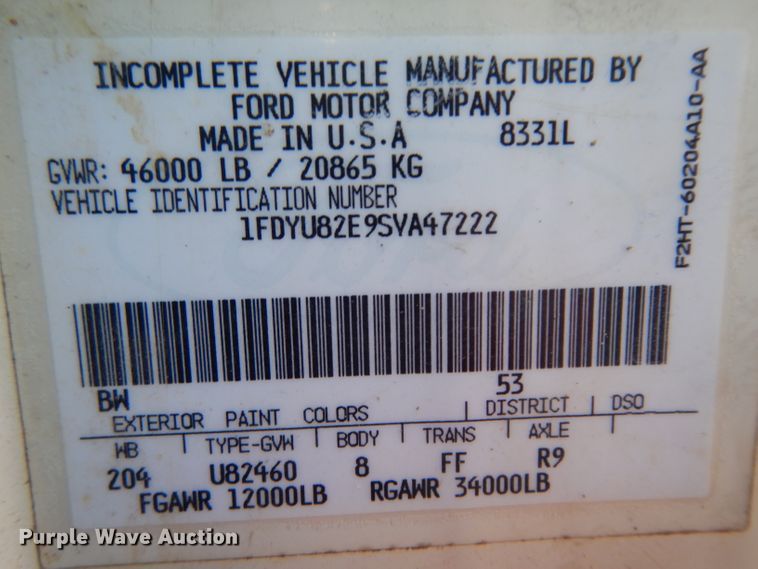 INCOMPLETE VEHICLE MANUFACTURED BY
FORD MOTOR COMPANY
MADE IN U.S.A 8331L
GVWR: 46000 LB / 20865 KG
VEHICLE IDENTIFICATION NUMBER
1FDYU82E9SVA47222
F2HT-60204A10-AA
BW 53
EXTERIOR PAINT COLORS DISTRICT DSO
WB TYPE-GVW BODY TRANS AXLE
204 U82460 8 FF R9
FGAWR 12000LB RGAWR 34000LB
Ford
Purple Wave Auction